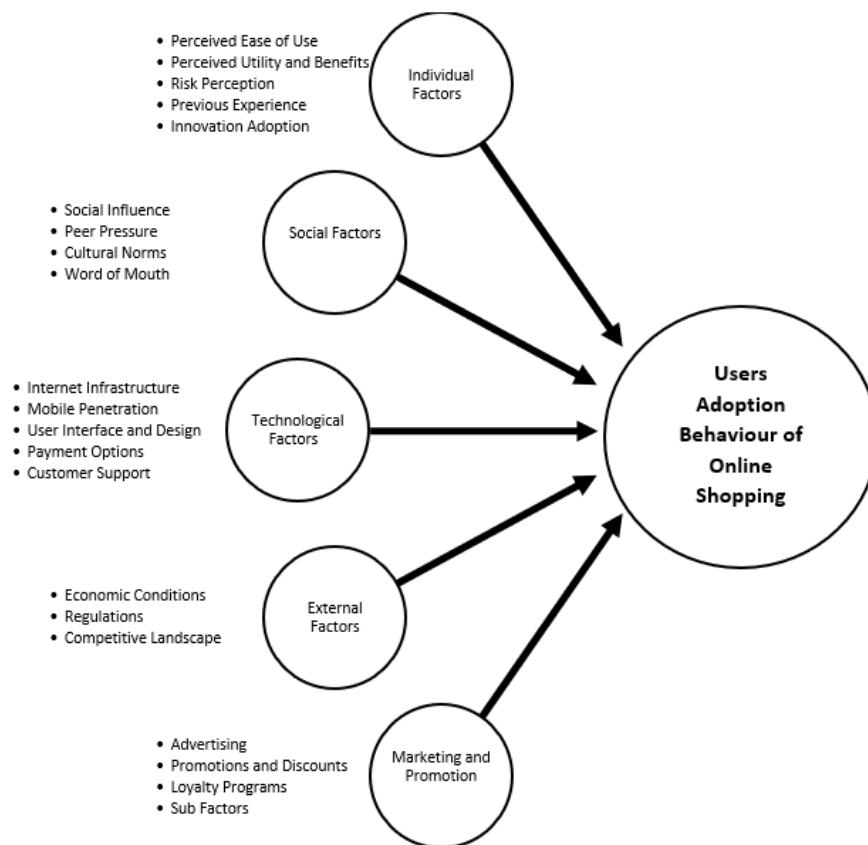 • Perceived Ease of Use
• Perceived Utility and Benefits
• Risk Perception
• Previous Experience
• Innovation Adoption
Individual
Factors
• Social Influence
• Peer Pressure
• Cultural Norms
• Word of Mouth
Social Factors
• Internet Infrastructure
• Mobile Penetration
• User Interface and Design
• Payment Options
• Customer Support
Technological
Factors
Users
Adoption
Behaviour of
Online
Shopping
• Economic Conditions
• Regulations
• Competitive Landscape
External
Factors
• Advertising
• Promotions and Discounts
• Loyalty Programs
• Sub Factors
Marketing and
Promotion